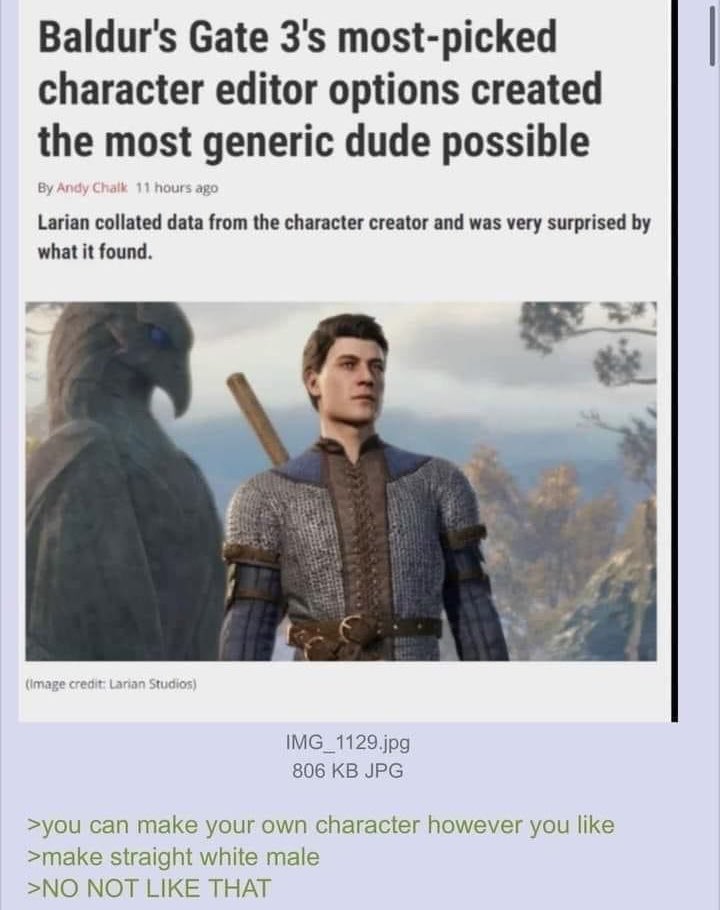 Baldur's Gate 3's most-picked
character editor options created
the most generic dude possible
By Andy Chalk 11 hours ago
Larian collated data from the character creator and was very surprised by
what it found.
(Image credit: Larian Studios)
IMG_1129.jpg
806 KB JPG
>you can make your own character however you like
>make straight white male
>NO NOT LIKE THAT